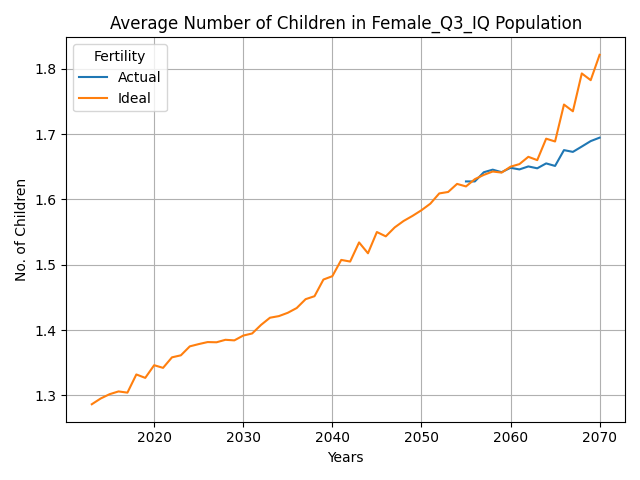 Average Number of Children in Female_Q3_IQ Population
Fertility
Actual
Ideal
No. of Children
1.8
1.7
1.6
1.5
1.4
1.3
2020 2030 2040 2050 2060 2070
Years